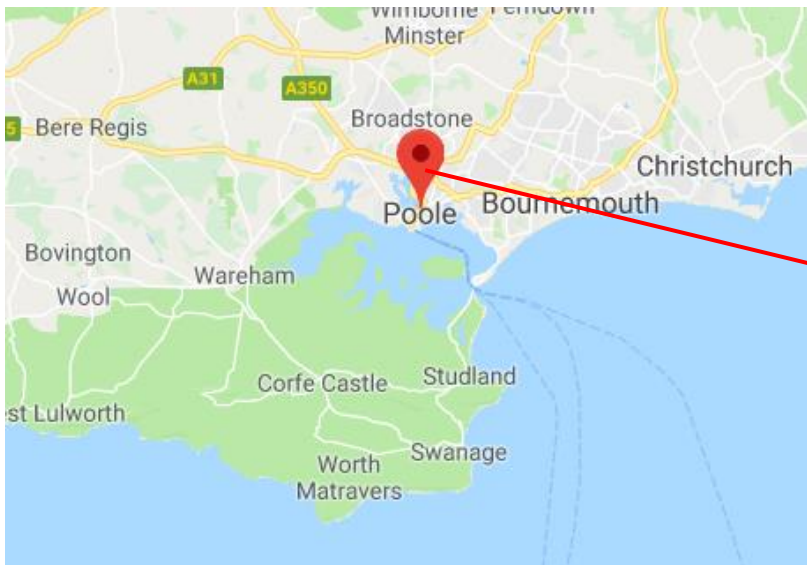 Wimborne
Minster
Ferndown
A31
A350
5
Bere Regis
Broadstone
Christchurch
Poole
Bournemouth
Bovington
Wareham
Wool
Corfe Castle
Studland
st Lulworth
Swanage
Worth
Matravers